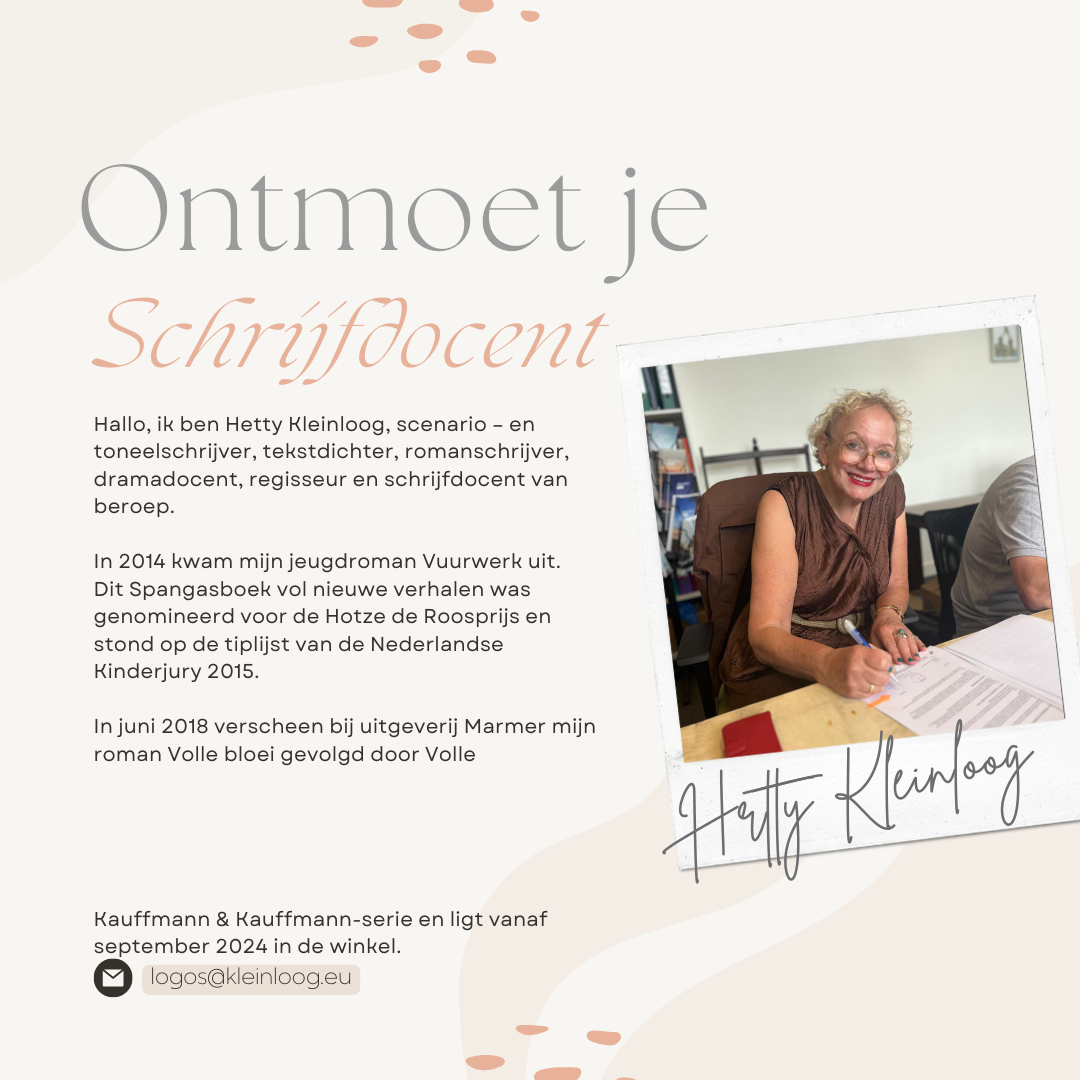 Ontmoet je
Schrijfdocent
Hallo, ik ben Hetty Kleinloog, scenario – en
toneelschrijver, tekstdichter, romanschrijver,
dramadocent, regisseur en schrijfdocent van
beroep.
In 2014 kwam mijn jeugdroman Vuurwerk uit.
Dit Spangasboek vol nieuwe verhalen was
genomineerd voor de Hotze de Roosprijs en
stond op de tiplijst van de Nederlandse
Kinderjury 2015.
In juni 2018 verscheen bij uitgeverij Marmer mijn
roman Volle bloei gevolgd door Volle
Kauffmann & Kauffmann-serie en ligt vanaf
september 2024 in de winkel.
logos@kleinloog.eu
Hetty Kleinloog